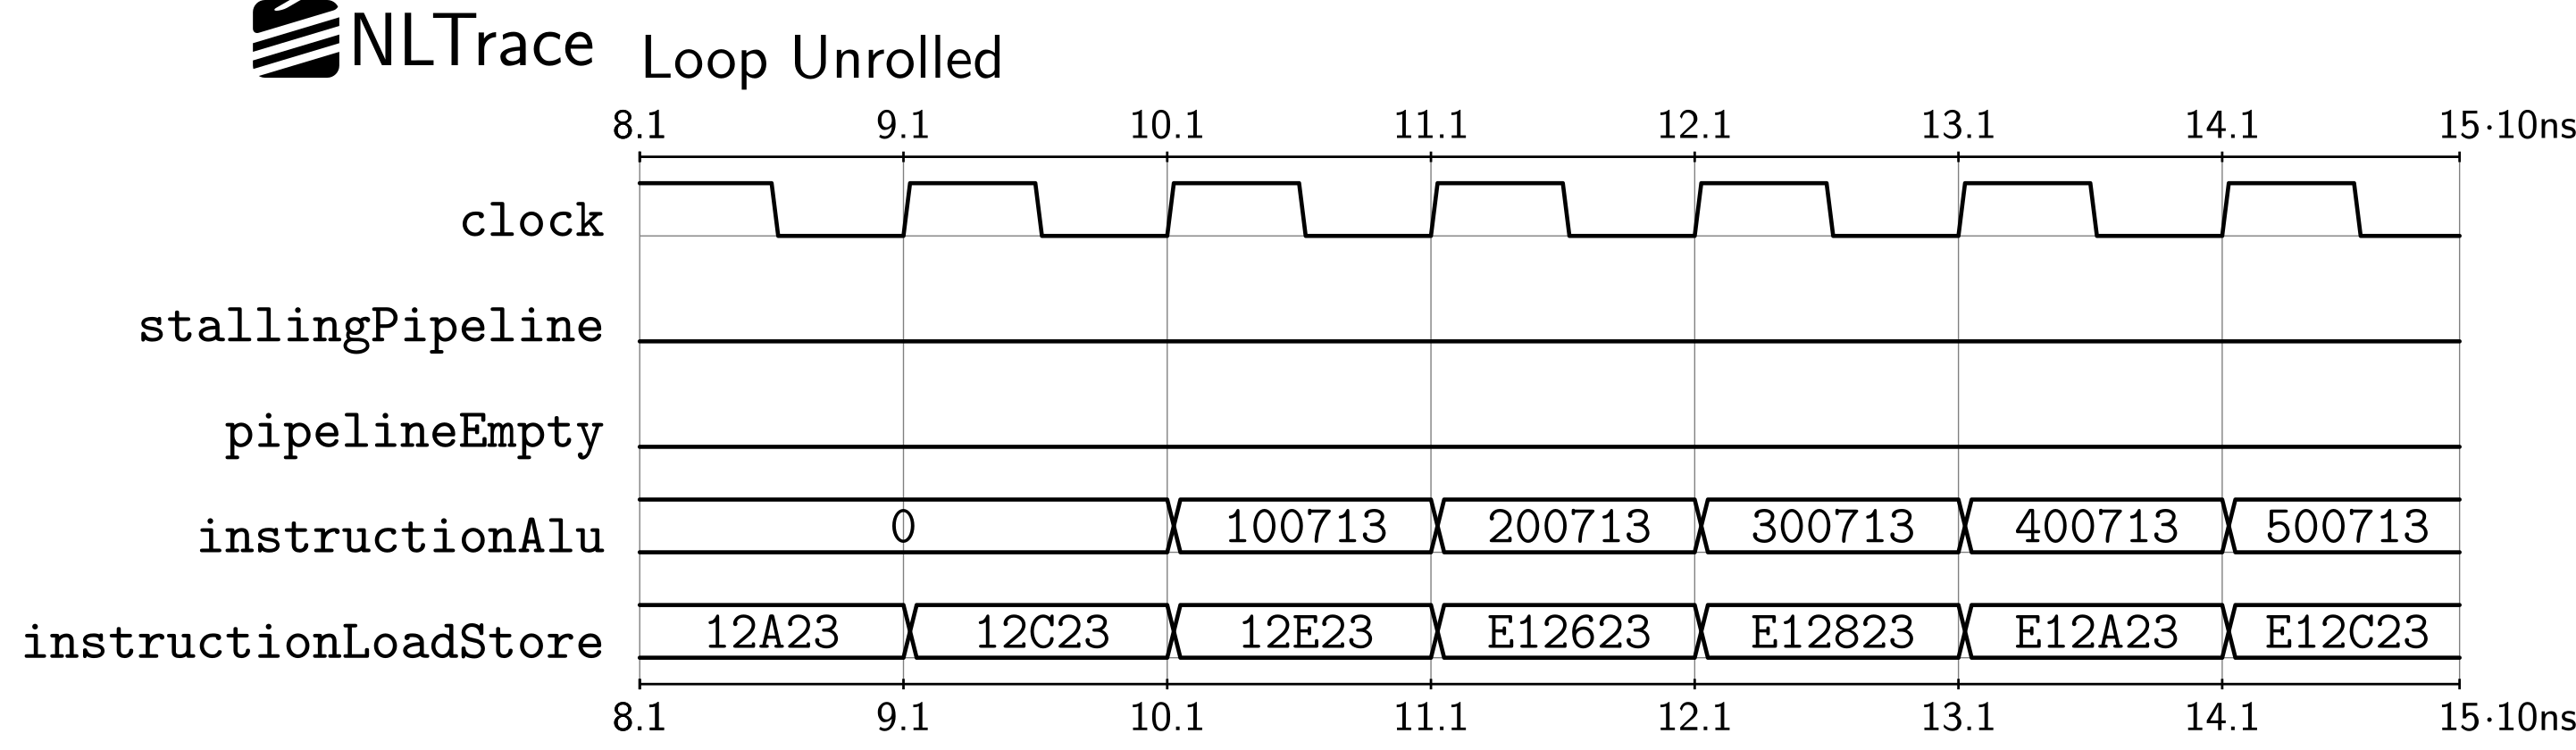 NLTrace
Loop Unrolled
8.1 9.1 10.1 11.1 12.1 13.1 14.1 15·10ns
clock
stallingPipeline
pipelineEmpty
instructionAlu 0 100713 200713 300713 400713 500713
instructionLoadStore 12A23 12C23 12E23 E12623 E12823 E12A23 E12C23
8.1 9.1 10.1 11.1 12.1 13.1 14.1 15·10ns